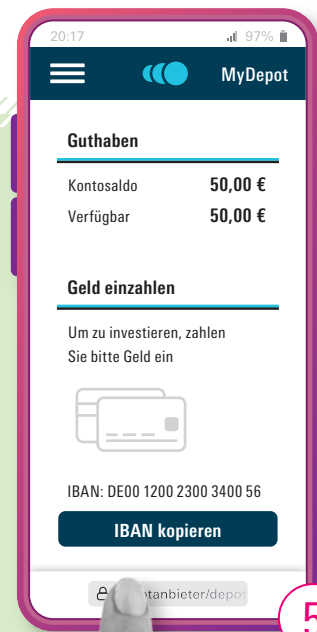 20:17 97%
MyDepot
Guthaben
Kontosaldo 50,00 €
Verfügbar 50,00 €
Geld einzahlen
Um zu investieren, zahlen
Sie bitte Geld ein
IBAN: DE00 1200 2300 3400 56
IBAN kopieren
/depot
5